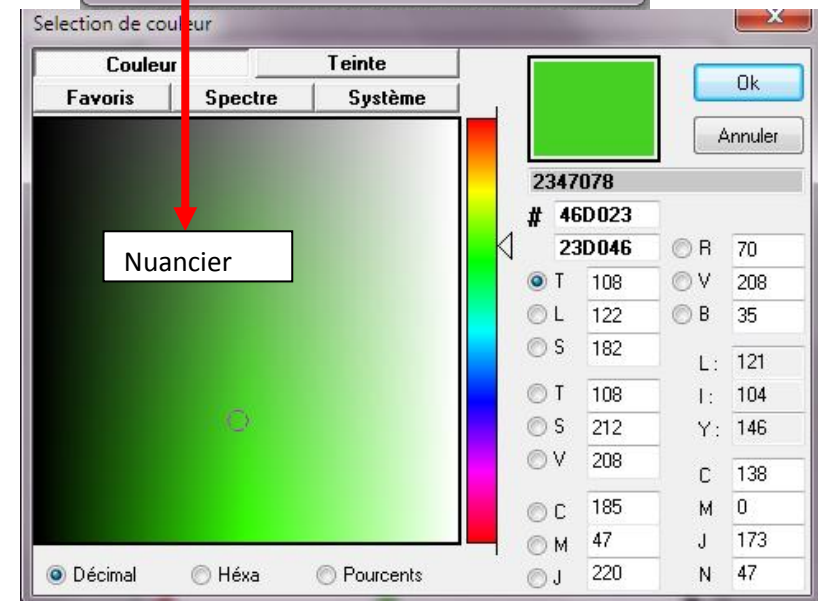 Selection de couleur
Couleur Teinte
Favoris Spectre Système
Nuancier
Décimal Héxa Pourcents
Ok
Annuler
2347078
# 46D023
23D046 R 70
T 108 V 208
L 122 B 35
S 182 L: 121
T 108 I: 104
S 212 Y: 146
V 208 C 138
C 185 M 0
M 47 J 173
J 220 N 47